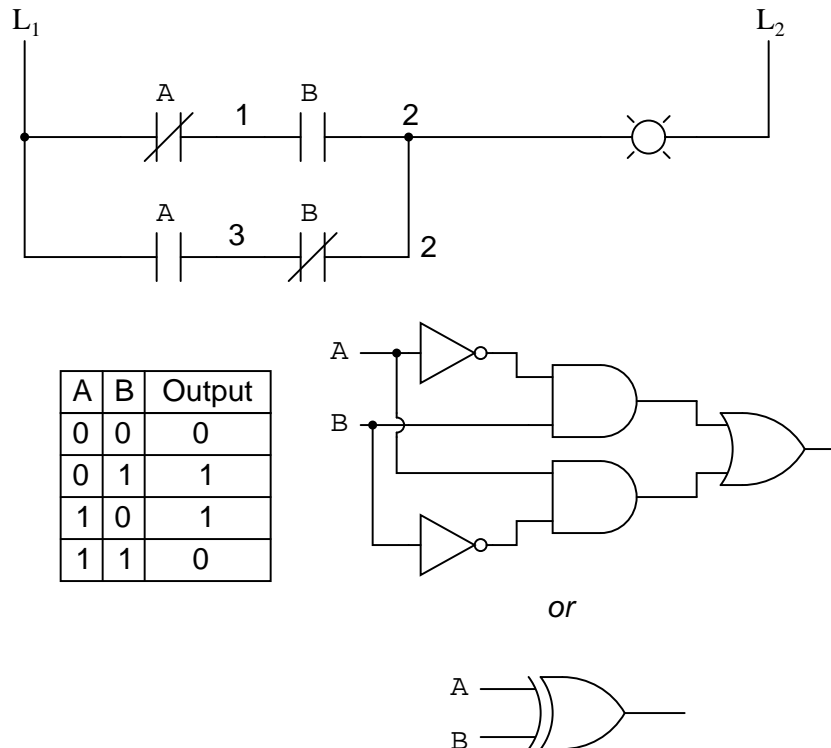 L₁ L₂
A 1 B 2
A 3 B 2
A B Output
0 0 0
0 1 1
1 0 1
1 1 0
A
B
or
A
B